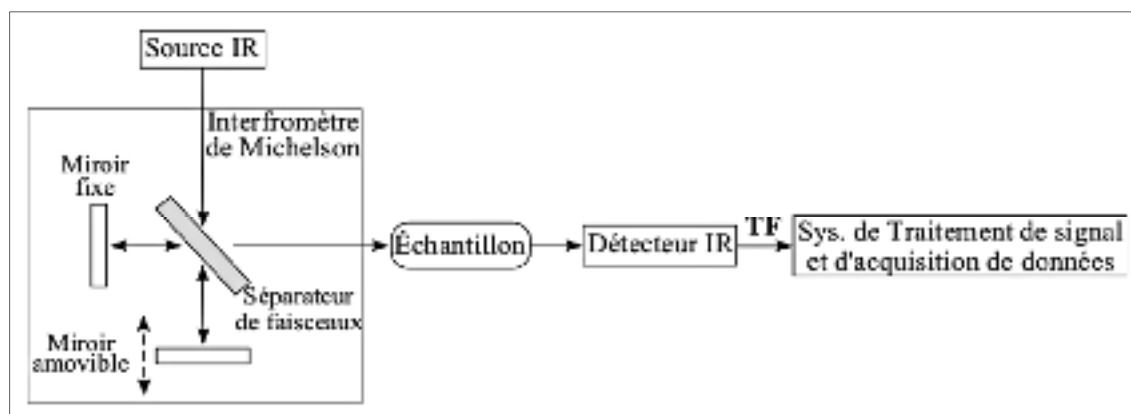 Source IR
Interfromètre
de Michelson
Miroir
fixe
Échantillon
Détecteur IR
TF
Sys. de Traitement de signal
et d'acquisition de données
Séparateur
de faisceaux
Miroir
amovible